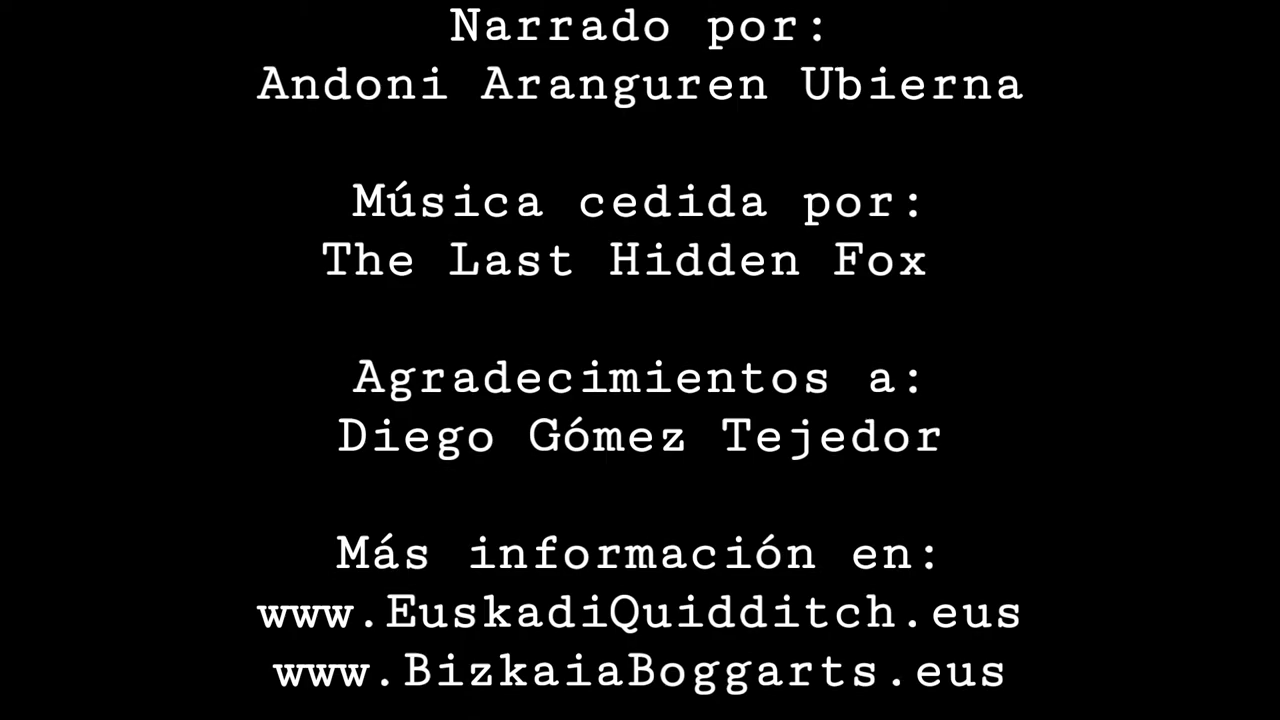 Narrado por:
Andoni Aranguren Ubierna
Música cedida por:
The Last Hidden Fox
Agradecimientos a:
Diego Gómez Tejedor
Más información en:
www.EuskadiQuidditch.eus
www.BizkaiaBoggarts.eus